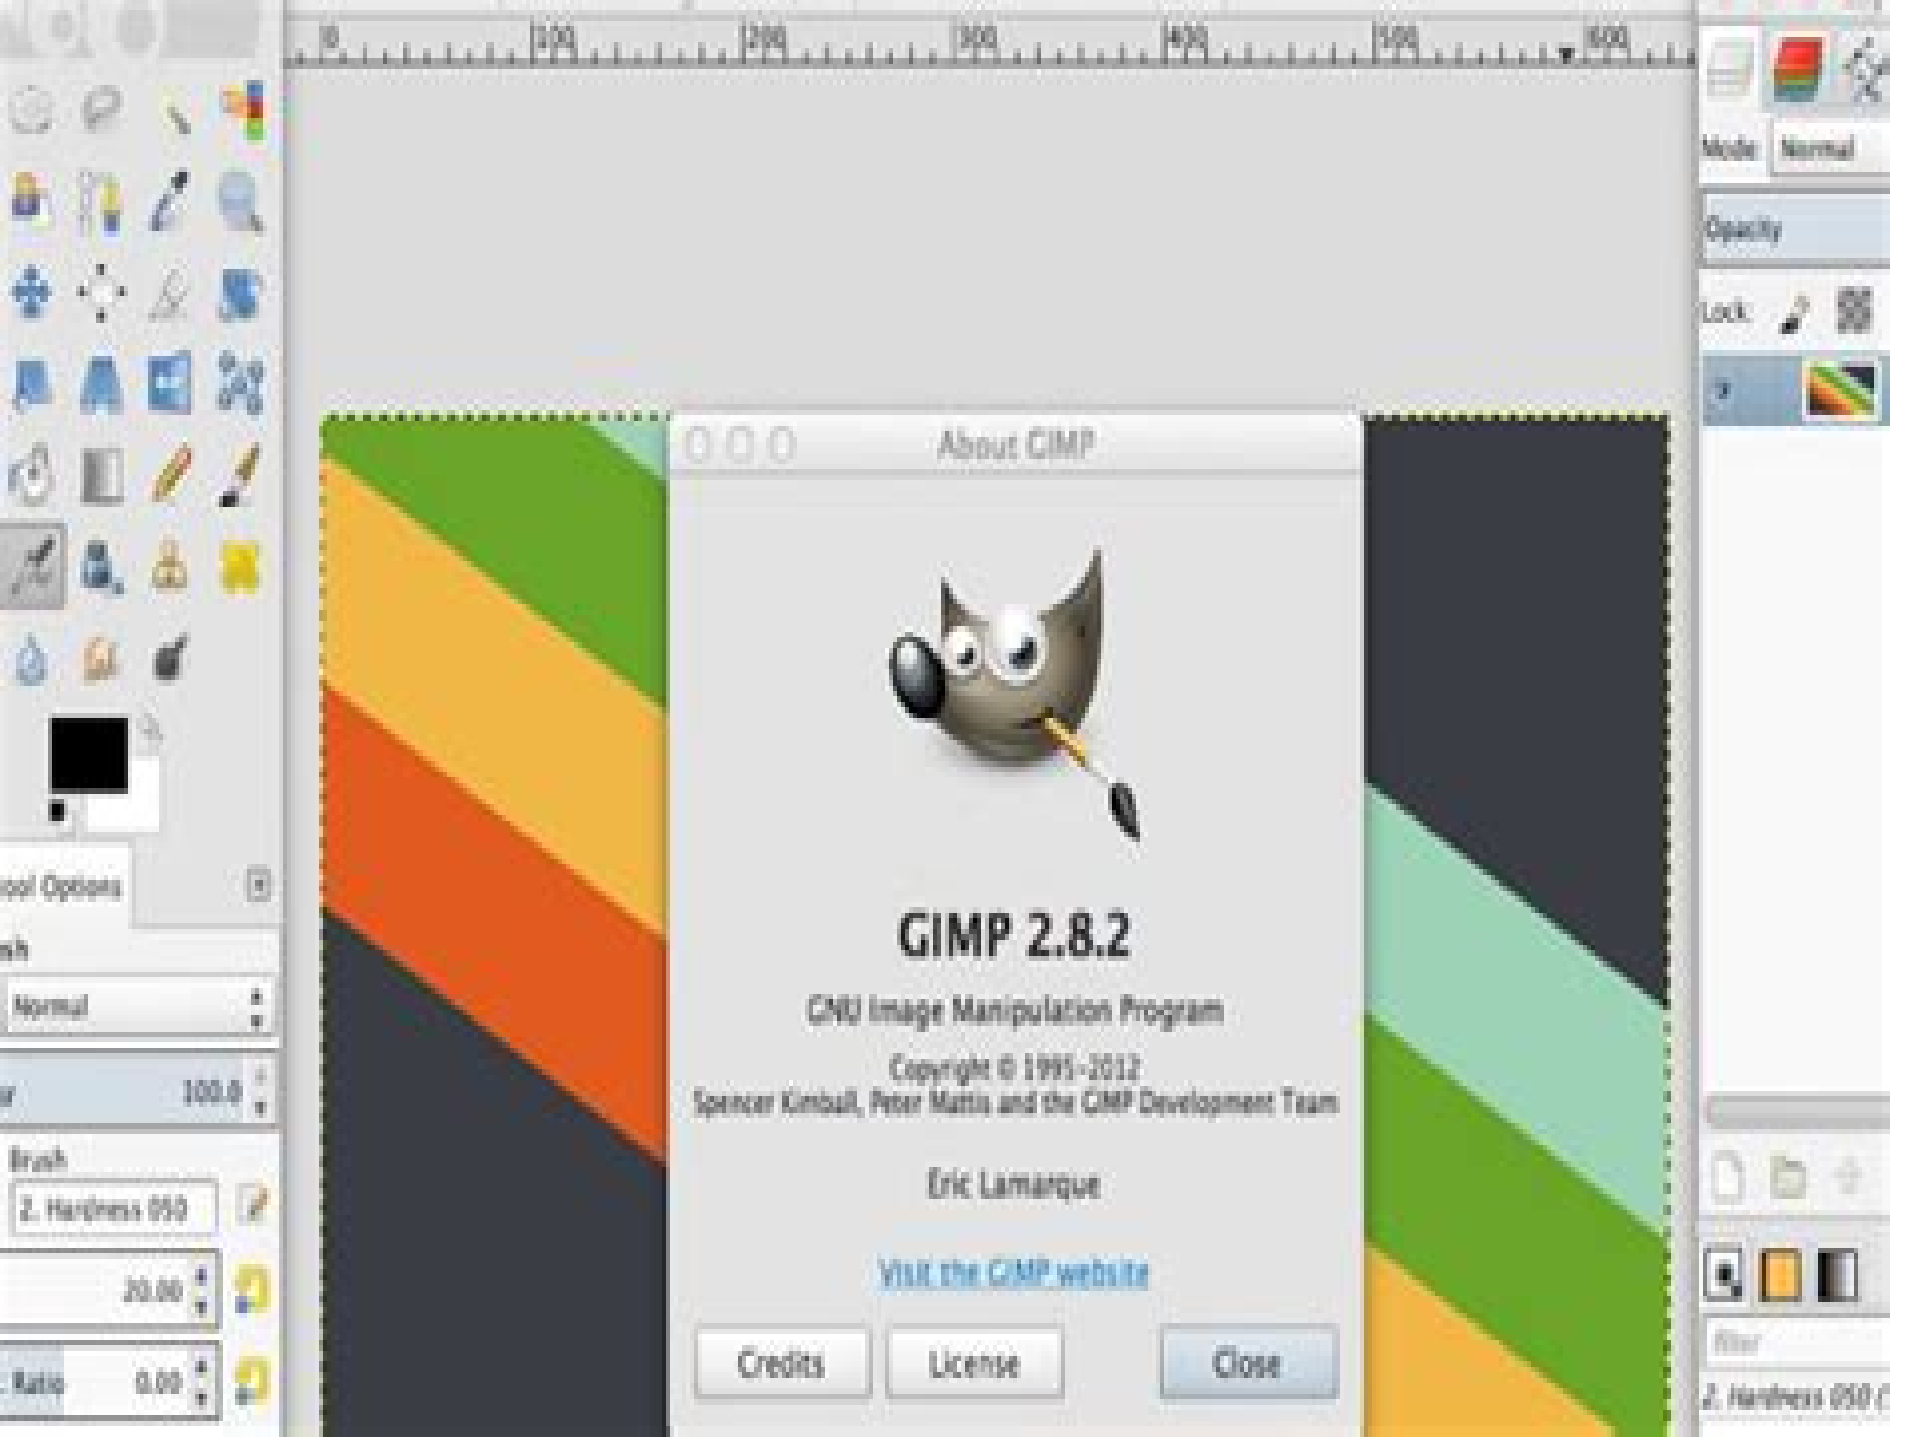 0 100 200 300 400 500 600
Mode Normal
Opacity
Lock:
About GIMP
GIMP 2.8.2
GNU Image Manipulation Program
Copyright © 1995-2012
Spencer Kimball, Peter Mattis and the GIMP Development Team
Eric Lamarque
Visit the GIMP website
Credits License Close
ool Options
sh
Normal
100.0
Brush
2. Hardness 050
20.00
Ratio 0.00
filter
2. Hardness 050 (